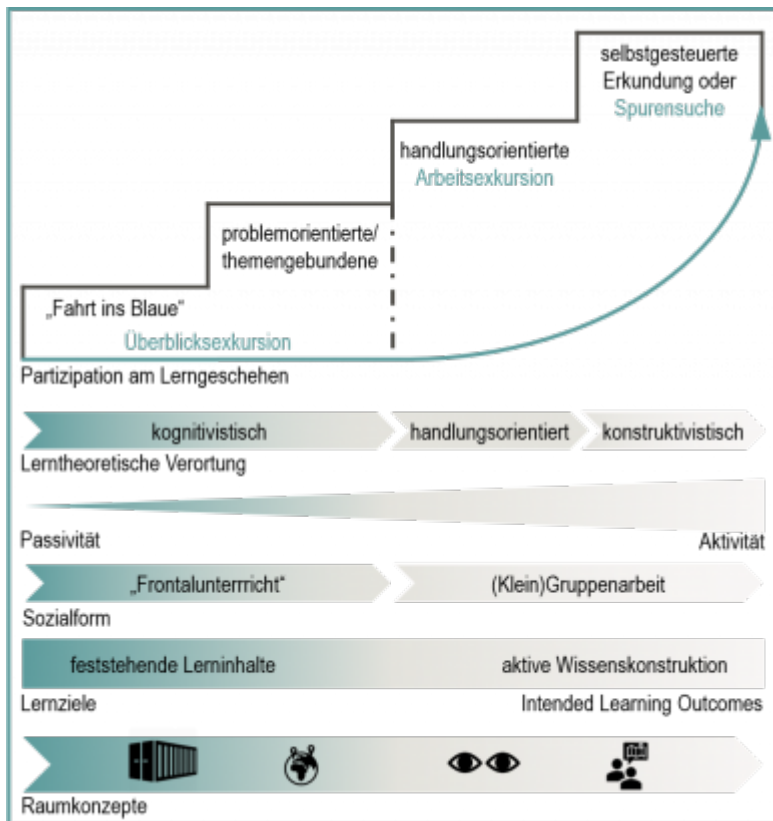 selbstgesteuerte
Erkundung oder
Spurensuche
handlungsorientierte
Arbeitsexkursion
problemorientierte/
themengebundene
„Fahrt ins Blaue“
Überblicksexkursion
Partizipation am Lerngeschehen
kognitivistisch handlungsorientiert konstruktivistisch
Lerntheoretische Verortung
Passivität Aktivität
„Frontalunterrricht“ (Klein)Gruppenarbeit
Sozialform
feststehende Lerninhalte aktive Wissenskonstruktion
Lernziele Intended Learning Outcomes
Raumkonzepte